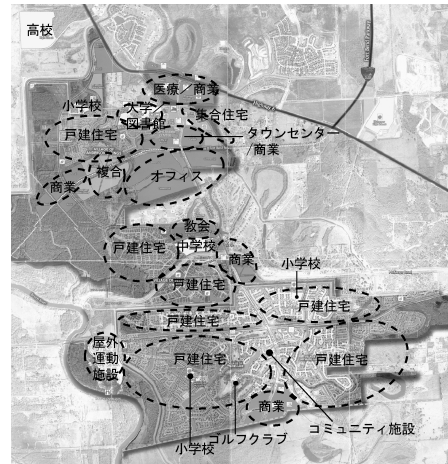 高校
医療／商業
小学校
大学
図書館
集合住宅
戸建住宅
タウンセンター
/商業
複合
商業
オフィス
教会
戸建住宅
中学校
商業
小学校
戸建住宅
戸建住宅
戸建住宅
屋外
運動
施設
戸建住宅
戸建住宅
商業
コミュニティ施設
ゴルフクラブ
小学校